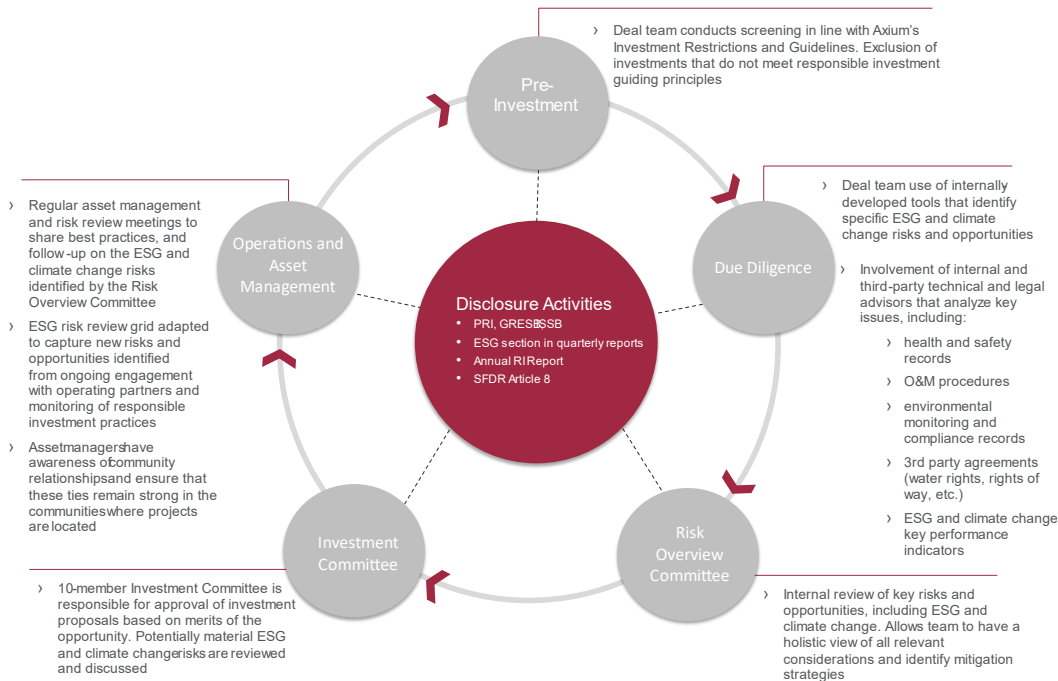 › Deal team conducts screening in line with Axium's
Investment Restrictions and Guidelines. Exclusion of
investments that do not meet responsible investment
guiding principles
Pre-
Investment
› Deal team use of internally
developed tools that identify
specific ESG and climate
change risks and opportunities
› Involvement of internal and
third-party technical and legal
advisors that analyze key
issues, including:
› health and safety
records
› O&M procedures
› environmental
monitoring and
compliance records
› 3rd party agreements
(water rights, rights of
way, etc.)
› ESG and climate change
key performance
indicators
Due Diligence
Risk
Overview
Committee
› Internal review of key risks and
opportunities, including ESG and
climate change. Allows team to have a
holistic view of all relevant
considerations and identify mitigation
strategies
Investment
Committee
› 10-member Investment Committee is
responsible for approval of investment
proposals based on merits of the
opportunity. Potentially material ESG
and climate changerisks are reviewed
and discussed
Operations and
Asset
Management
› Regular asset management
and risk review meetings to
share best practices, and
follow-up on the ESG and
climate change risks
identified by the Risk
Overview Committee
› ESG risk review grid adapted
to capture new risks and
opportunities identified
from ongoing engagement
with operating partners and
monitoring of responsible
investment practices
› Assetmanagershave
awareness ofcommunity
relationshipsand ensure that
these ties remain strong in the
communitieswhere projects
are located
Disclosure Activities
• PRI,
• ESG section in quarterly reports
• Annual RI Report
• SFDR Article 8